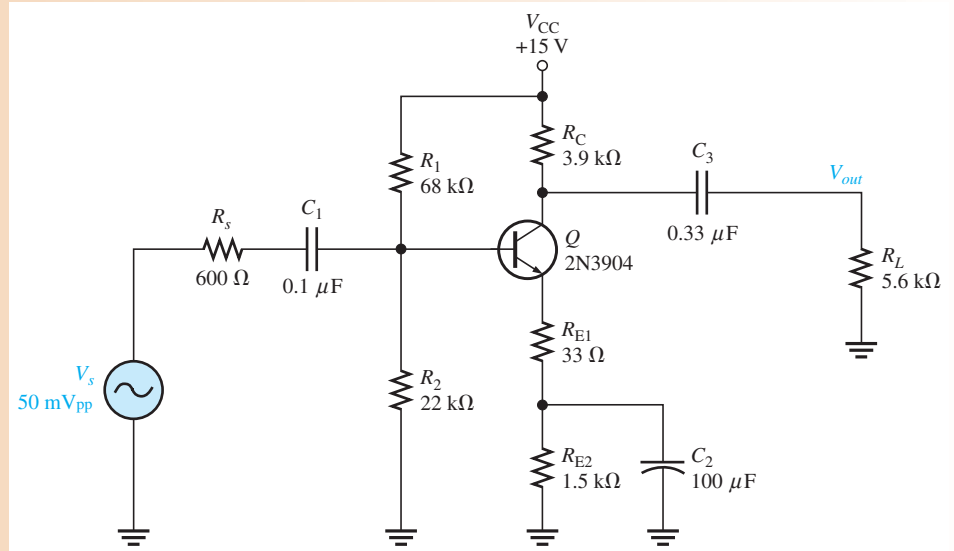 V_CC
+15 V
R_C
3.9 kΩ
C_3
0.33 μF
V_out
R_1
68 kΩ
R_s
600 Ω
C_1
0.1 μF
Q
2N3904
R_L
5.6 kΩ
R_E1
33 Ω
V_s
50 mVpp
R_2
22 kΩ
R_E2
1.5 kΩ
C_2
100 μF